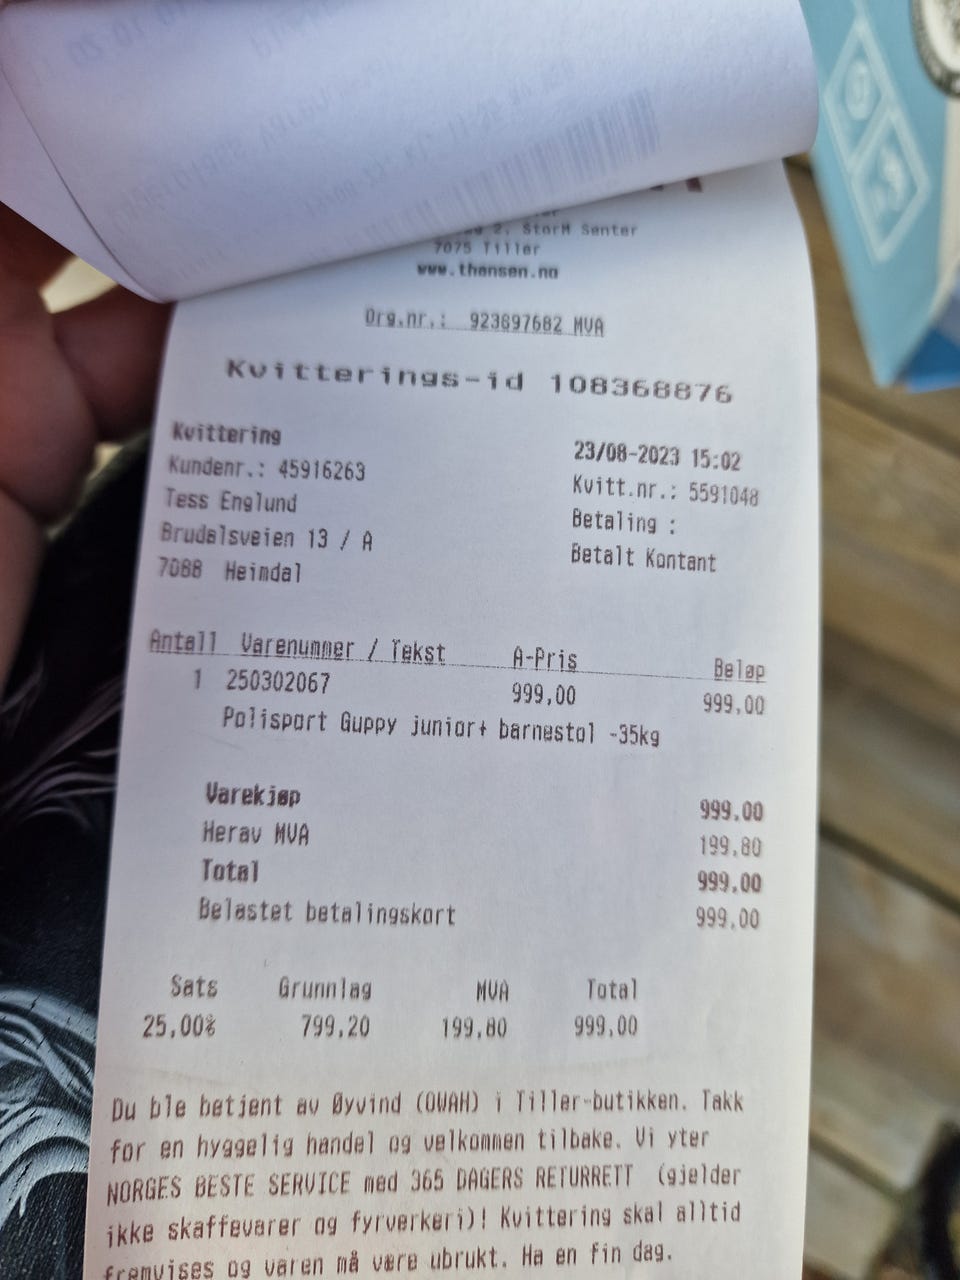 2, StorM Senter
7075 Tiller
www.thansen.no
Org.nr.: 923897682 MVA
Kvitterings-id 108368876
Kvittering
23/08-2023 15:02
Kundenr.: 45916263
Kvitt.nr.: 5591048
Tess Englund
Betaling :
Brudalsveien 13 / A
Betalt Kontant
7088 Heimdal
Antall Varenummer / Tekst A-Pris Beløp
1 250302067 999,00 999,00
Polisport Guppy junior+ barnestol -35kg
Varekjøp 999,00
Herav MVA 199,80
Total 999,00
Belastet betalingskort 999,00
Sats Grunnlag MVA Total
25,00% 799,20 199,80 999,00
Du ble betjent av Øyvind (OWAH) i Tiller-butikken. Takk
for en hyggelig handel og velkommen tilbake. Vi yter
NORGES BESTE SERVICE med 365 DAGERS RETURRETT (gjelder
ikke skaffevarer og fyrverkeri)! Kvittering skal alltid
fremvises og varen må være ubrukt. Ha en fin dag.